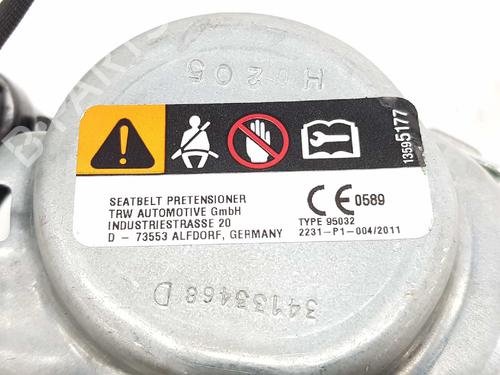 H 205
13595177
SEATBELT PRETENSIONER
TRW AUTOMOTIVE GmbH
INDUSTRIESTRASSE 20
D - 73553 ALFDORF, GERMANY
CE 0589
TYPE 95032
2231-P1-004/2011
34133468 D